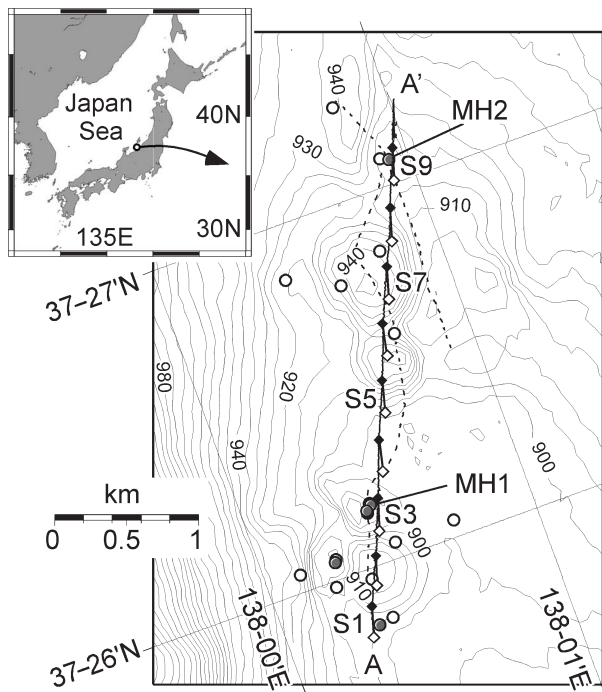 Japan
Sea
40N
30N
135E
A'
MH2
940
930
S9
910
940
S7
37-27'N
980
920
S5
940
900
km
0 0.5 1
MH1
S3
900
910
S1
37-26'N
138-00'E
138-01'E
A